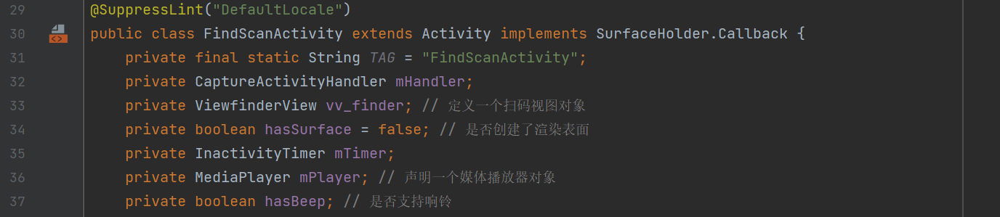 29 @SuppressLint("DefaultLocale")
30 public class FindScanActivity extends Activity implements SurfaceHolder.Callback {
31 private final static String TAG = "FindScanActivity";
32 private CaptureActivityHandler mHandler;
33 private ViewfinderView vv_finder; // 定义一个扫码视图对象
34 private boolean hasSurface = false; // 是否创建了渲染表面
35 private InactivityTimer mTimer;
36 private MediaPlayer mPlayer; // 声明一个媒体播放器对象
37 private boolean hasBeep; // 是否支持响铃